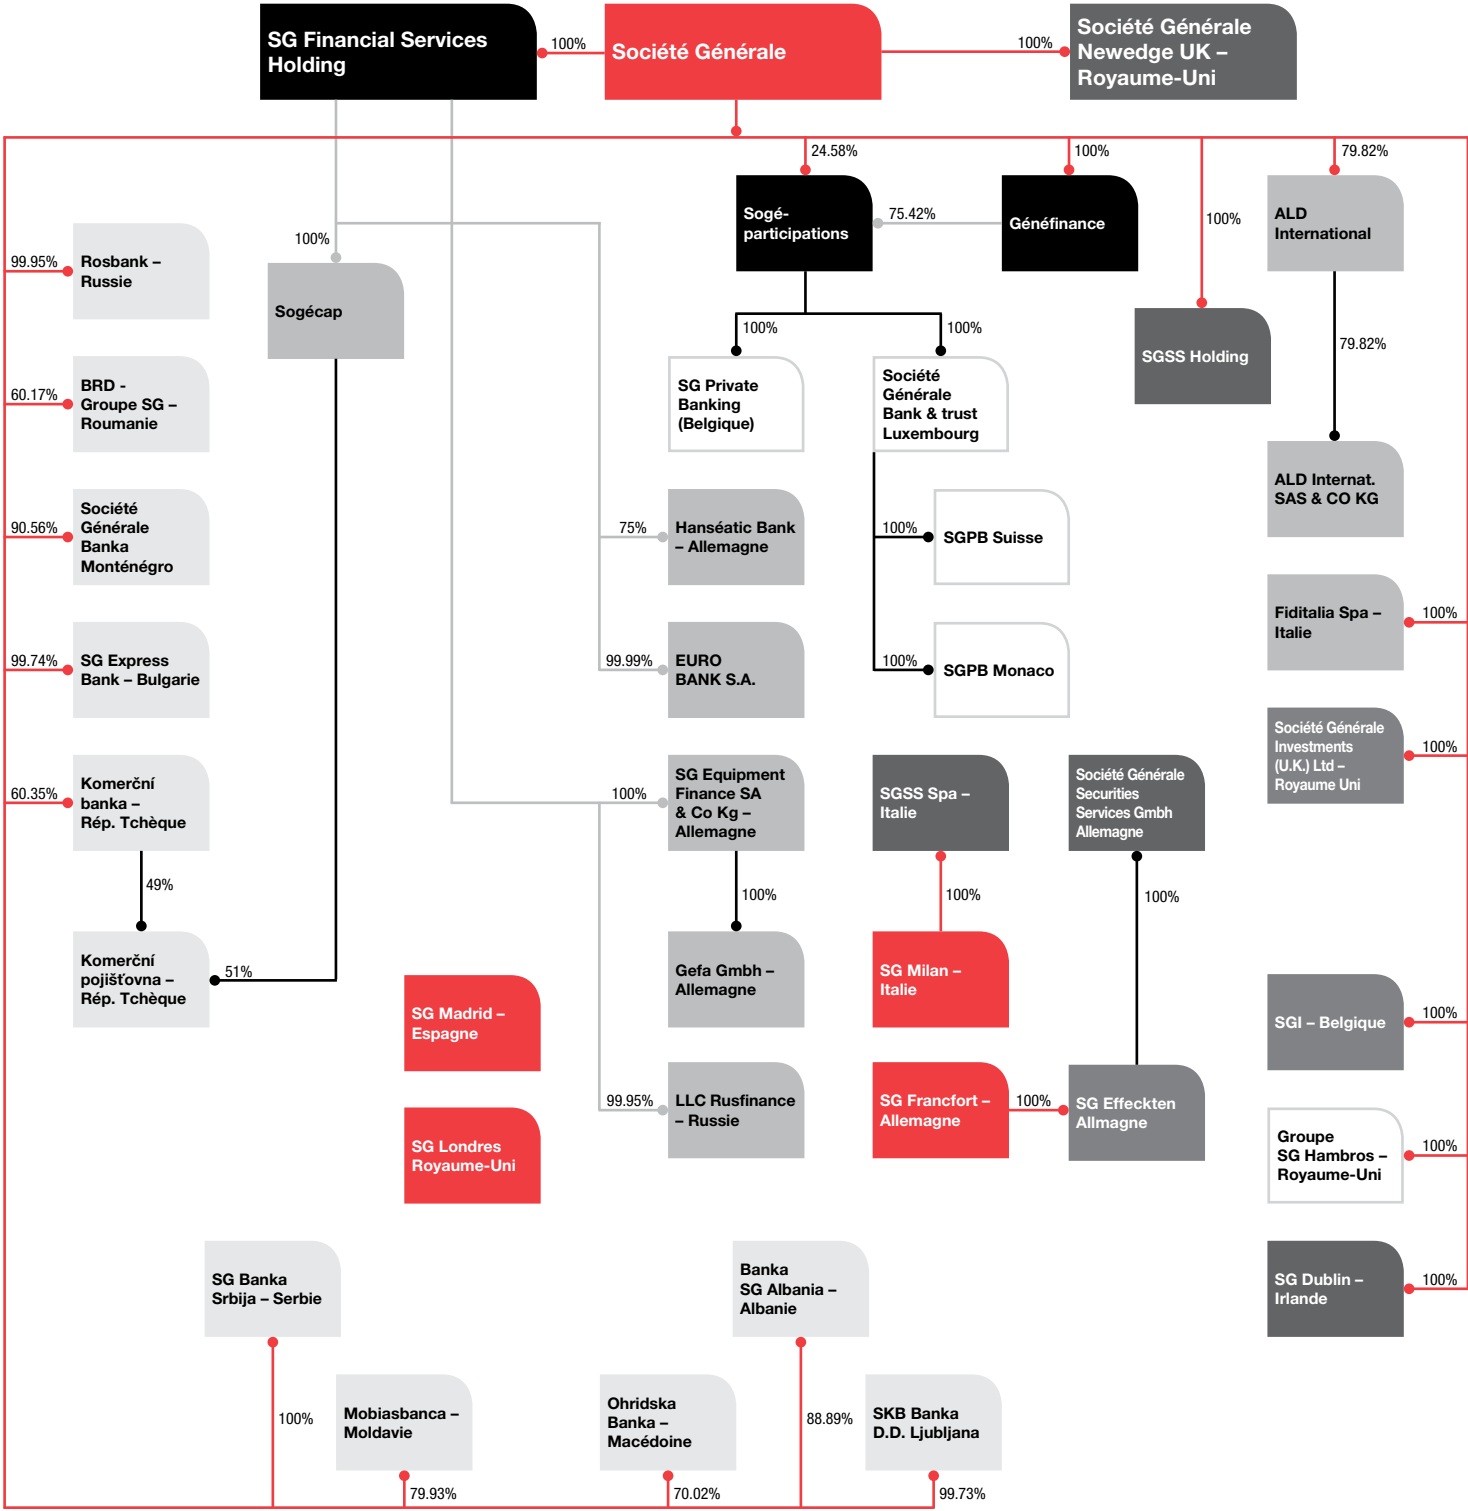 SG Financial Services
Holding
100%
Société Générale
100%
Société Générale
Newedge UK –
Royaume-Uni
24.58%
100%
79.82%
Sogé-
participations
75.42%
Généfinance
100%
ALD
International
99.95%
Rosbank –
Russie
100%
Sogécap
100%
100%
SGSS Holding
79.82%
60.17%
BRD -
Groupe SG –
Roumanie
SG Private
Banking
(Belgique)
Société
Générale
Bank & trust
Luxembourg
90.56%
Société
Générale
Banka
Monténégro
75%
Hanséatic Bank
– Allemagne
100%
SGPB Suisse
ALD Internat.
SAS & CO KG
99.74%
SG Express
Bank – Bulgarie
99.99%
EURO
BANK S.A.
100%
SGPB Monaco
Fiditalia Spa –
Italie
100%
60.35%
Komerční
banka –
Rép. Tchèque
100%
SG Equipment
Finance SA
& Co Kg –
Allemagne
SGSS Spa –
Italie
Société Générale
Securities
Services Gmbh
Allemagne
Société Générale
Investments
(U.K.) Ltd –
Royaume Uni
100%
49%
100%
100%
100%
Komerční
pojišťovna –
Rép. Tchèque
51%
SG Madrid –
Espagne
Gefa Gmbh –
Allemagne
SG Milan –
Italie
SGI – Belgique
100%
SG Londres
Royaume-Uni
99.95%
LLC Rusfinance
– Russie
SG Francfort –
Allemagne
100%
SG Effeckten
Allmagne
Groupe
SG Hambros –
Royaume-Uni
100%
SG Banka
Srbija – Serbie
Banka
SG Albania –
Albanie
SG Dublin –
Irlande
100%
100%
Mobiasbanca –
Moldavie
Ohridska
Banka –
Macédoine
88.89%
SKB Banka
D.D. Ljubljana
79.93%
70.02%
99.73%